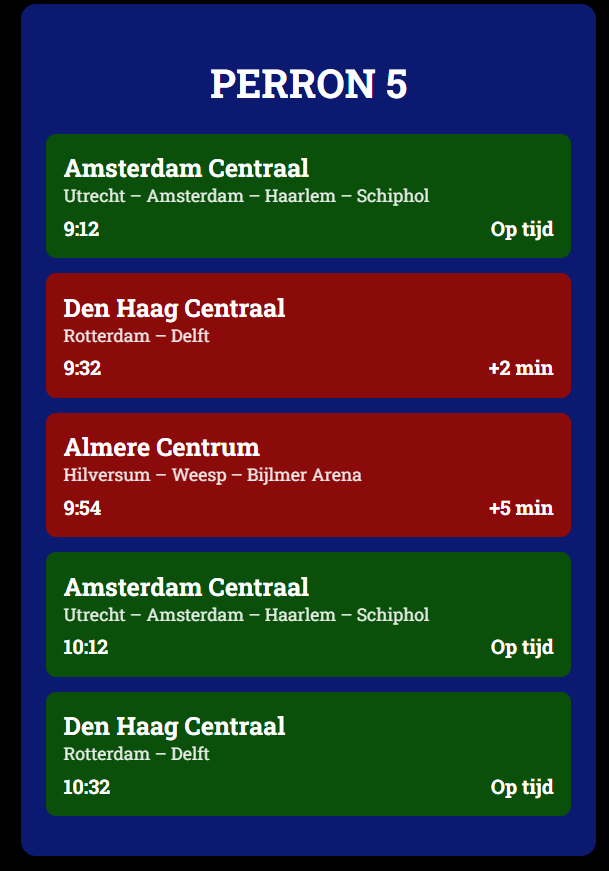 PERRON 5
Amsterdam Centraal
Utrecht – Amsterdam – Haarlem – Schiphol
9:12 Op tijd
Den Haag Centraal
Rotterdam – Delft
9:32 +2 min
Almere Centrum
Hilversum – Weesp – Bijlmer Arena
9:54 +5 min
Amsterdam Centraal
Utrecht – Amsterdam – Haarlem – Schiphol
10:12 Op tijd
Den Haag Centraal
Rotterdam – Delft
10:32 Op tijd